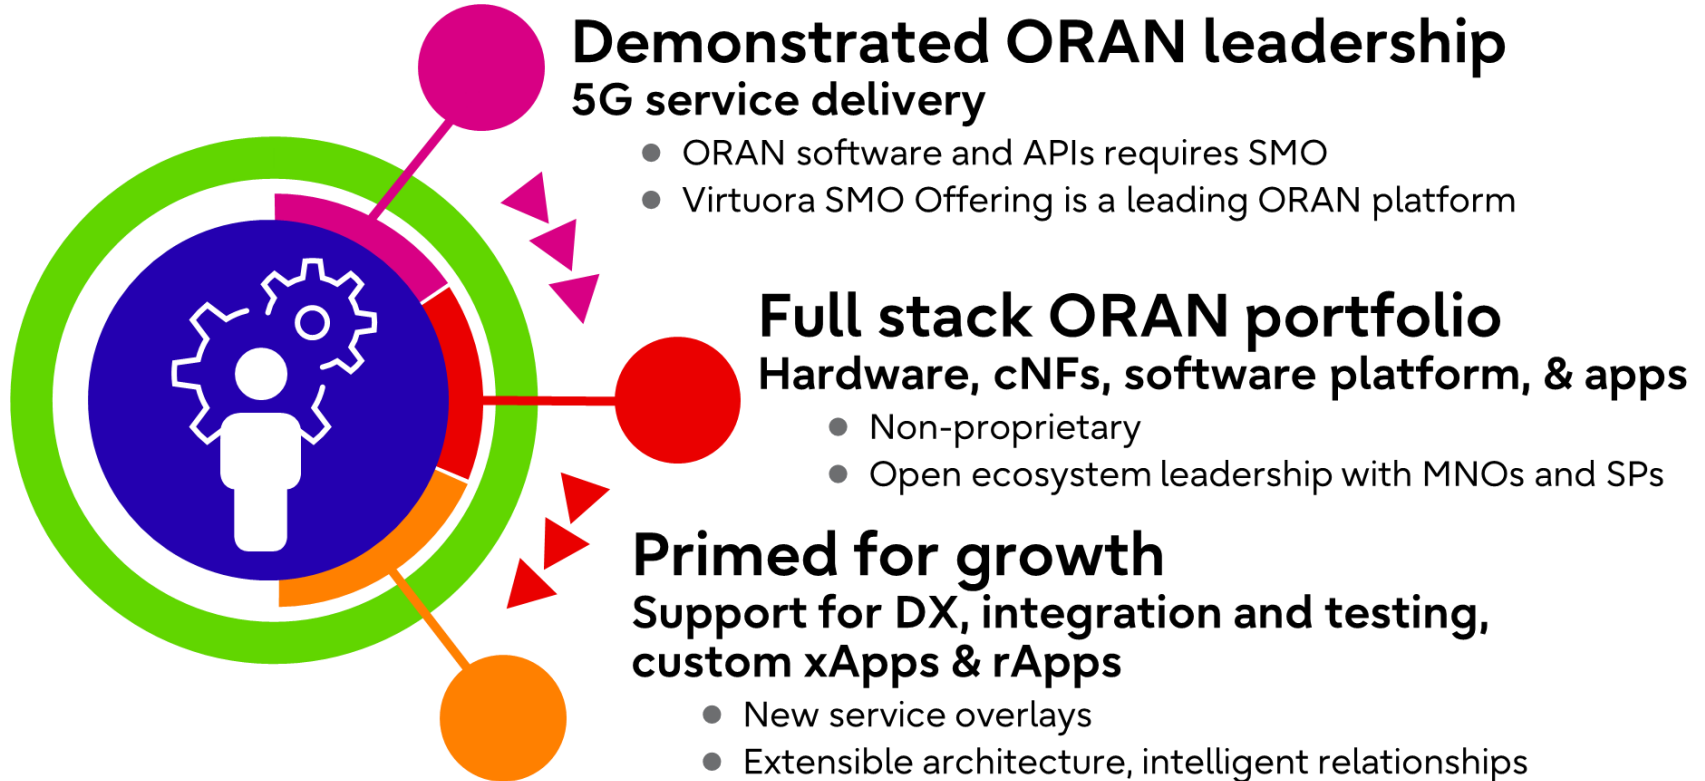 Demonstrated ORAN leadership
5G service delivery
ORAN software and APIs requires SMO
Virtuora SMO Offering is a leading ORAN platform
Full stack ORAN portfolio
Hardware, cNFs, software platform, & apps
Non-proprietary
Open ecosystem leadership with MNOs and SPs
Primed for growth
Support for DX, integration and testing,
custom xApps & rApps
New service overlays
Extensible architecture, intelligent relationships